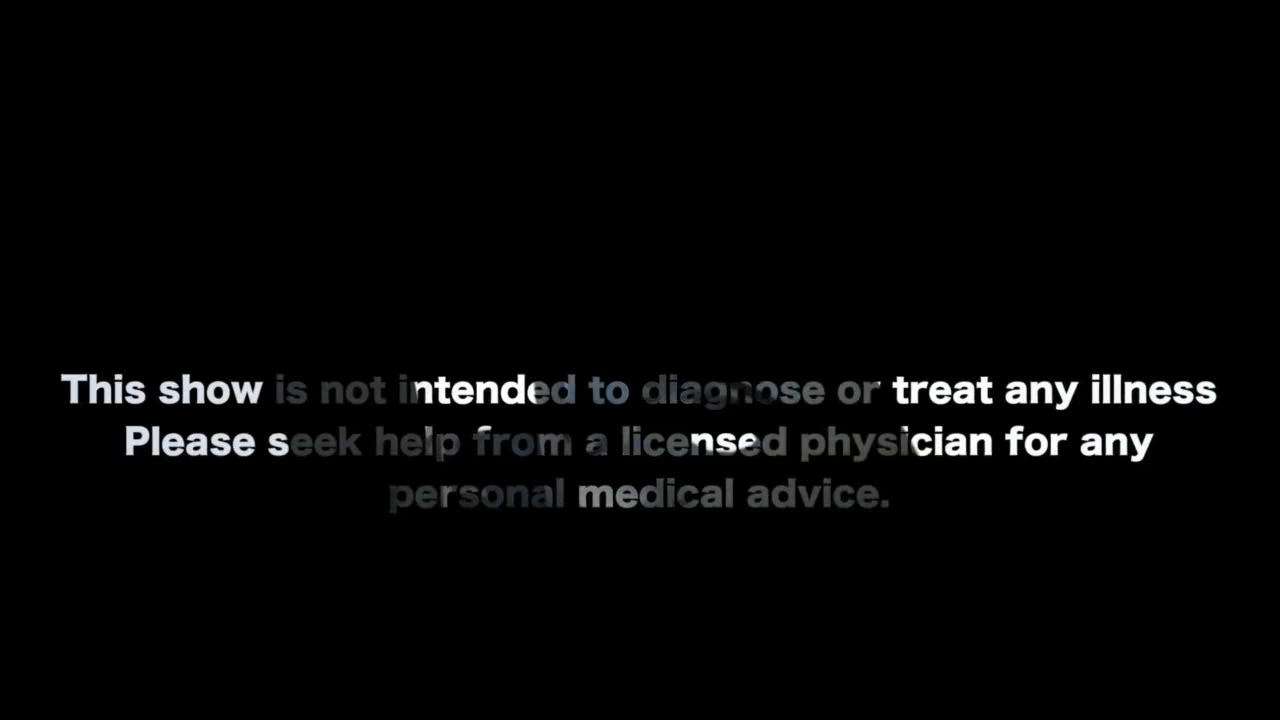 This show is not intended to diagnose or treat any illness
Please seek help from a licensed physician for any
personal medical advice.